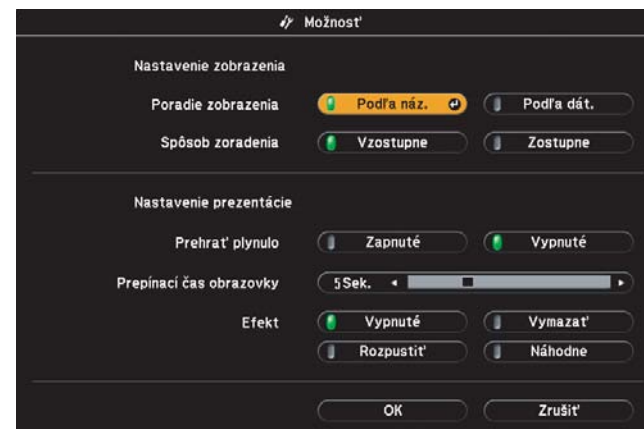 Možnosť
Nastavenie zobrazenia
Poradie zobrazenia Podľa náz. Podľa dát.
Spôsob zoradenia Vzostupne Zostupne
Nastavenie prezentácie
Prehrať plynulo Zapnuté Vypnuté
Prepínací čas obrazovky 5Sek.
Efekt Vypnuté Vymazať
Rozpustiť Náhodne
OK Zrušiť